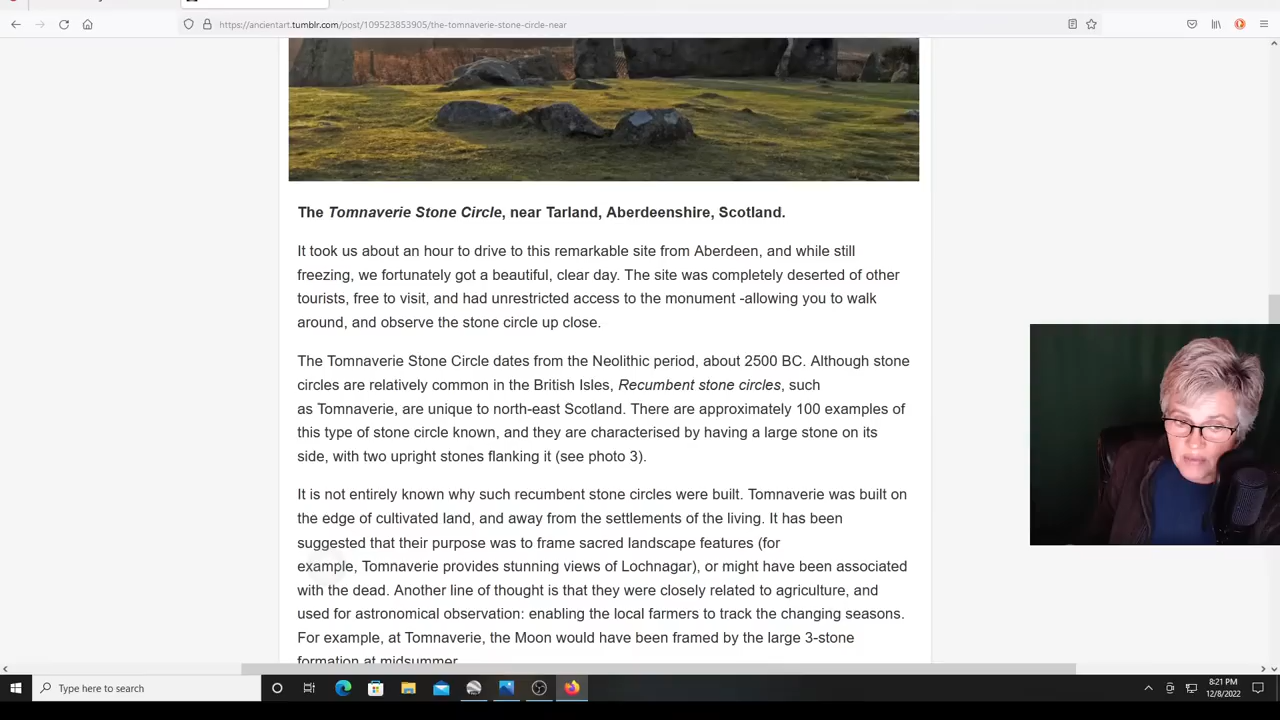 https://ancientart.tumblr.com/post/109523853905/the-tomnaverie-stone-circle-near
The Tomnaverie Stone Circle, near Tarland, Aberdeenshire, Scotland.
It took us about an hour to drive to this remarkable site from Aberdeen, and while still
freezing, we fortunately got a beautiful, clear day. The site was completely deserted of other
tourists, free to visit, and had unrestricted access to the monument -allowing you to walk
around, and observe the stone circle up close.
The Tomnaverie Stone Circle dates from the Neolithic period, about 2500 BC. Although stone
circles are relatively common in the British Isles, Recumbent stone circles, such
as Tomnaverie, are unique to north-east Scotland. There are approximately 100 examples of
this type of stone circle known, and they are characterised by having a large stone on its
side, with two upright stones flanking it (see photo 3).
It is not entirely known why such recumbent stone circles were built. Tomnaverie was built on
the edge of cultivated land, and away from the settlements of the living. It has been
suggested that their purpose was to frame sacred landscape features (for
example, Tomnaverie provides stunning views of Lochnagar), or might have been associated
with the dead. Another line of thought is that they were closely related to agriculture, and
used for astronomical observation: enabling the local farmers to track the changing seasons.
For example, at Tomnaverie, the Moon would have been framed by the large 3-stone
formation at midsummer.
Type here to search
8:21 PM
12/8/2022